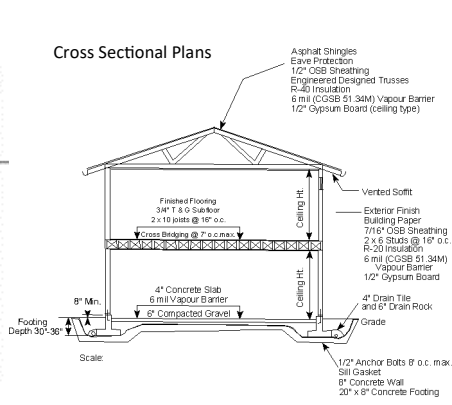 Cross Sectional Plans
Asphalt Shingles
Eave Protection
1/2" OSB Sheathing
Engineered Designed Trusses
R-40 Insulation
6 mil (CGSB 51.34M) Vapour Barrier
1/2" Gypsum Board (ceiling type)
Vented Soffit
Ceiling Ht.
Finished Flooring
3/4" T & G Subfloor
2 x 10 joists @ 16" o.c.
Cross Bridging @ 7' o.c.max.
Exterior Finish
Building Paper
7/16" OSB Sheathing
2 x 6 Studs @ 16" o.c.
R-20 Insulation
6 mil (CGSB 51.34M)
Vapour Barrier
1/2" Gypsum Board
Ceiling Ht.
4" Concrete Slab
6 mil Vapour Barrier
6" Compacted Gravel
8" Min.
Footing
Depth 30"-36"
4" Drain Tile
and 6" Drain Rock
Grade
Scale:
1/2" Anchor Bolts 8' o.c. max.
Sill Gasket
8" Concrete Wall
20" x 8" Concrete Footing